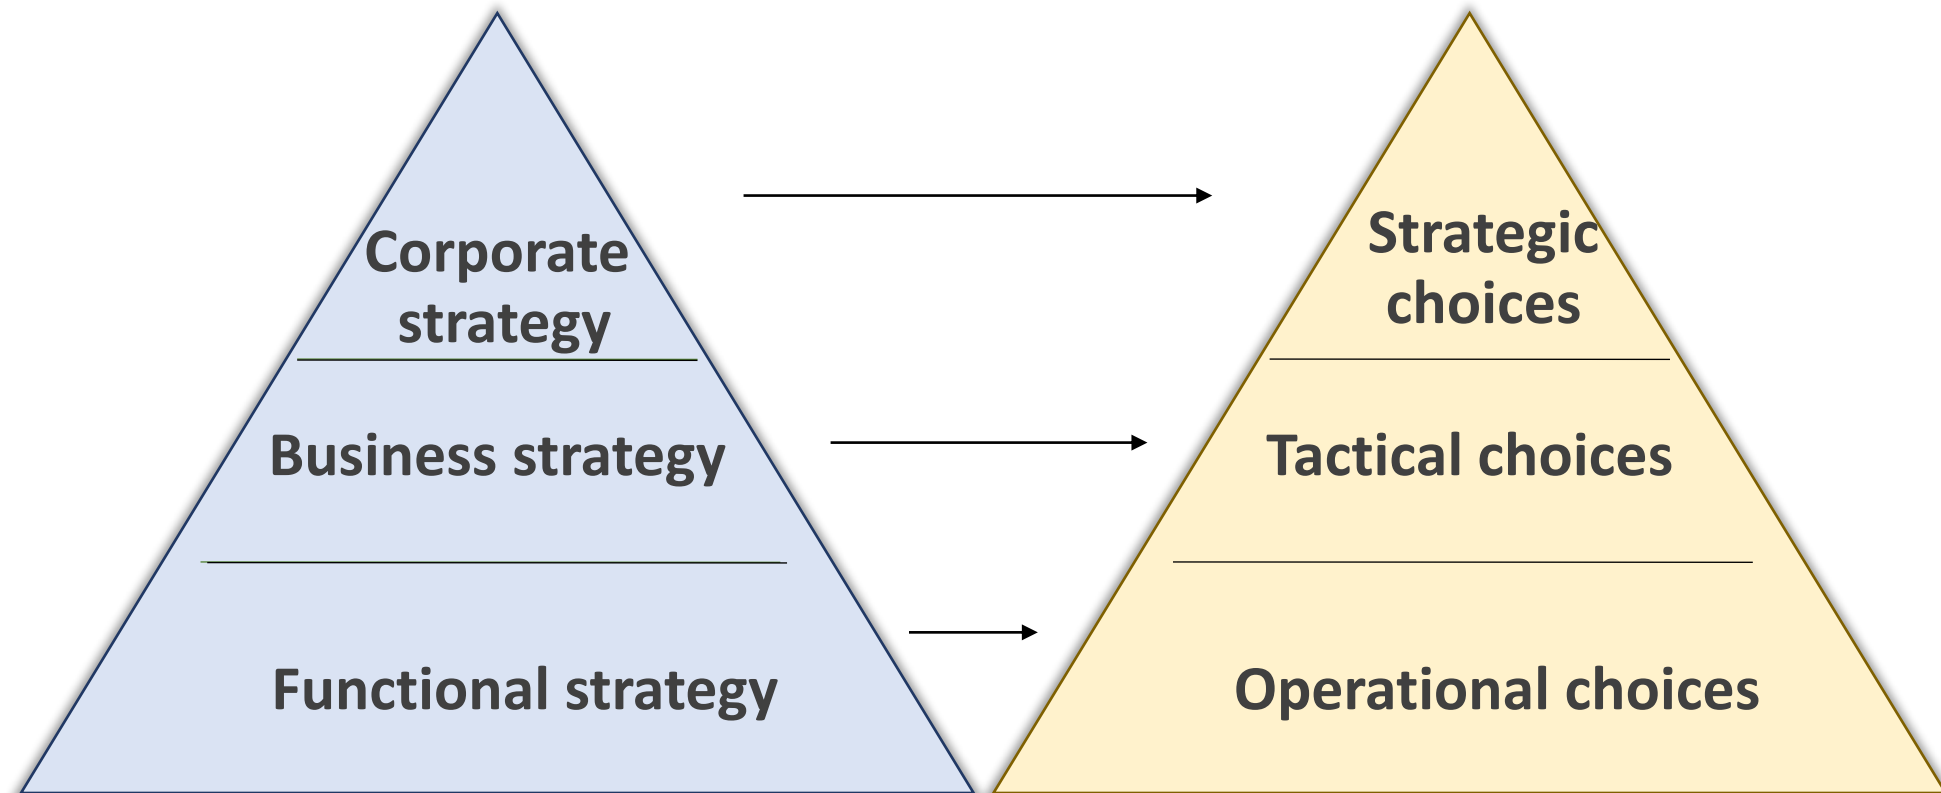 Corporate
strategy
Business strategy
Functional strategy
Strategic
choices
Tactical choices
Operational choices